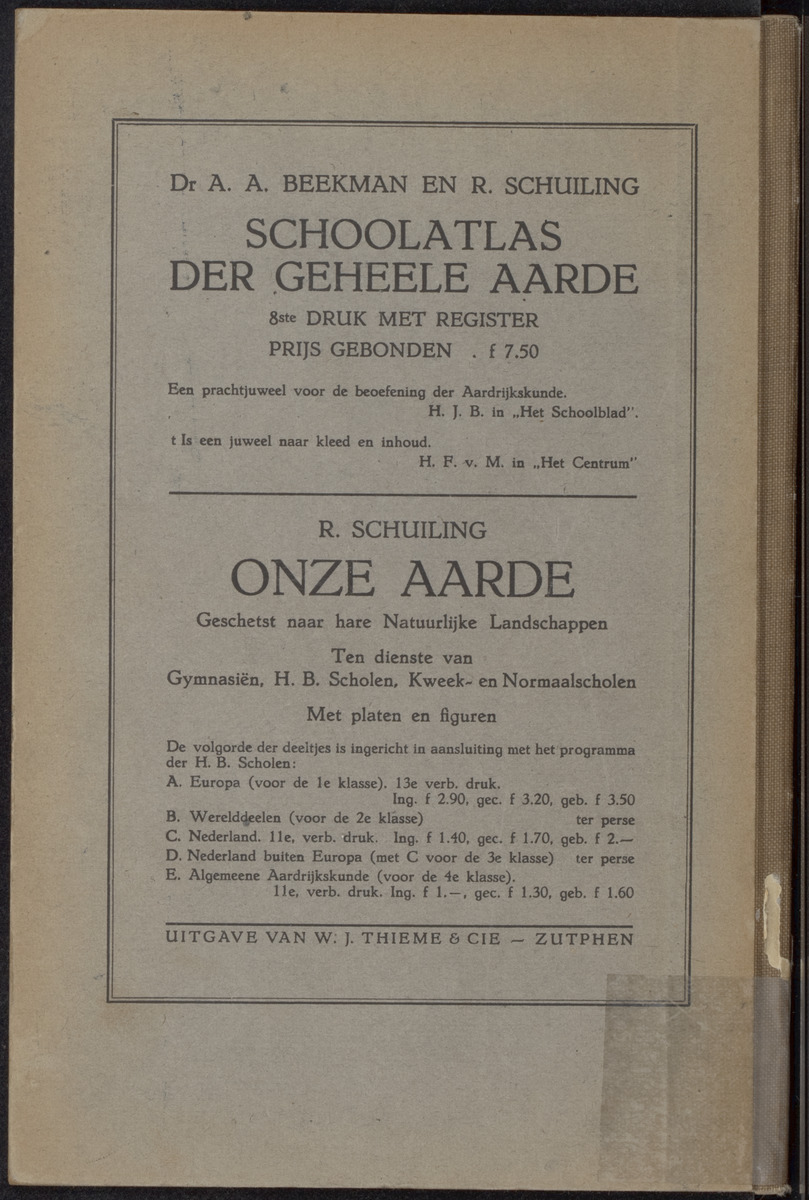 Dr A. A. BEEKMAN EN R. SCHUILING
SCHOOLATLAS
DER GEHEELE AARDE
8ste DRUK MET REGISTER
PRIJS GEBONDEN . f 7.50
Een prachtjuweel voor de beoefening der Aardrijkskunde.
H. J. B. in „Het Schoolblad”.
t Is een juweel naar kleed en inhoud.
H. F. v. M. in „Het Centrum”
R. SCHUILING
ONZE AARDE
Geschetst naar hare Natuurlijke Landschappen
Ten dienste van
Gymnasiën, H. B. Scholen, Kweek- en Normaalscholen
Met platen en figuren
De volgorde der deeltjes is ingericht in aansluiting met het programma
der H. B. Scholen:
A. Europa (voor de 1e klasse). 13e verb. druk.
Ing. f 2.90, gec. f 3.20, geb. f 3.50
B. Werelddeelen (voor de 2e klasse) ter perse
C. Nederland. 11e, verb. druk. Ing. f 1.40, gec. f 1.70, geb. f 2.—
D. Nederland buiten Europa (met C voor de 3e klasse) ter perse
E. Algemeene Aardrijkskunde (voor de 4e klasse).
11e, verb. druk. Ing. f 1.—, gec. f 1.30, geb. f 1.60
UITGAVE VAN W. J. THIEME & CIE — ZUTPHEN